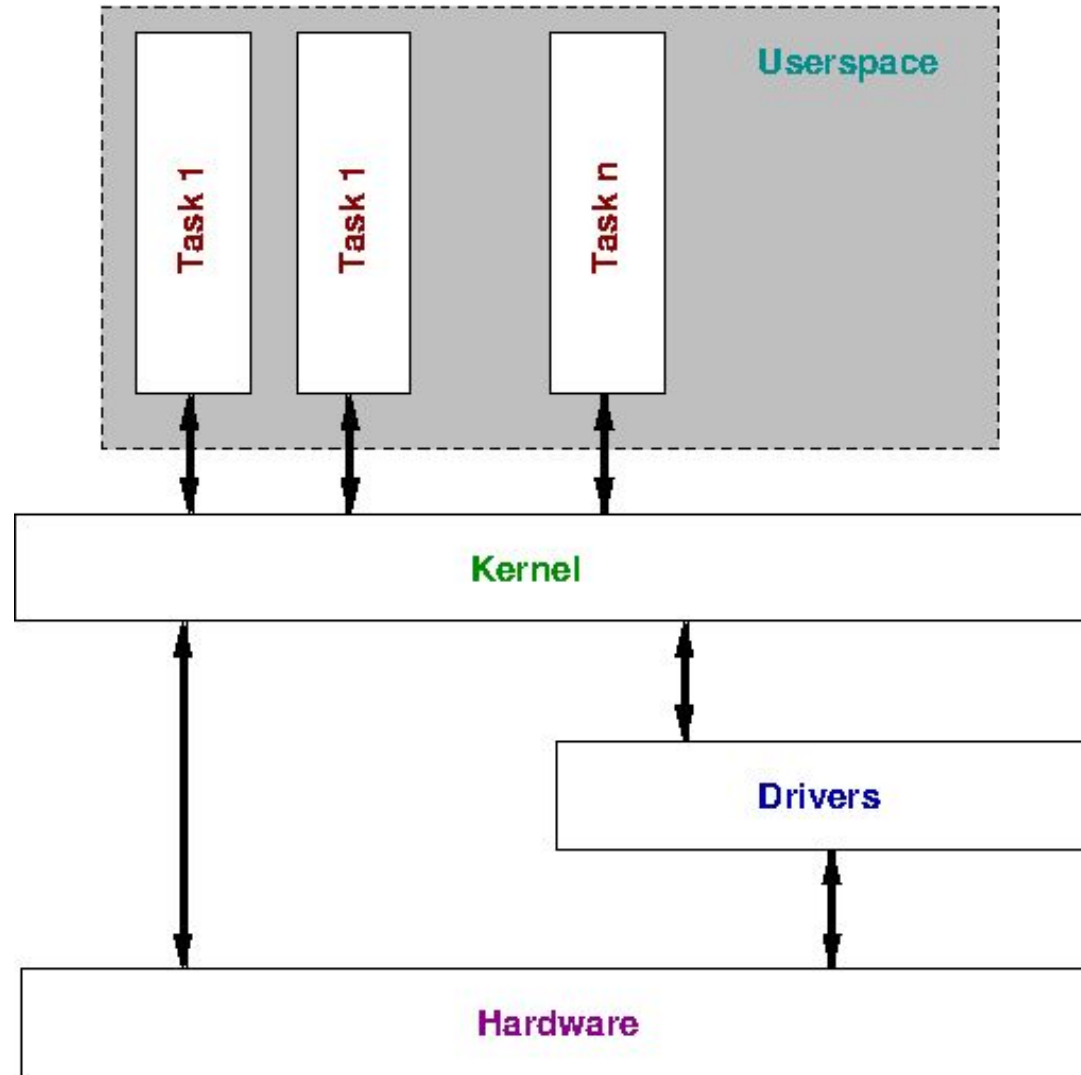 Userspace
Task 1
Task 1
Task n
Kernel
Drivers
Hardware